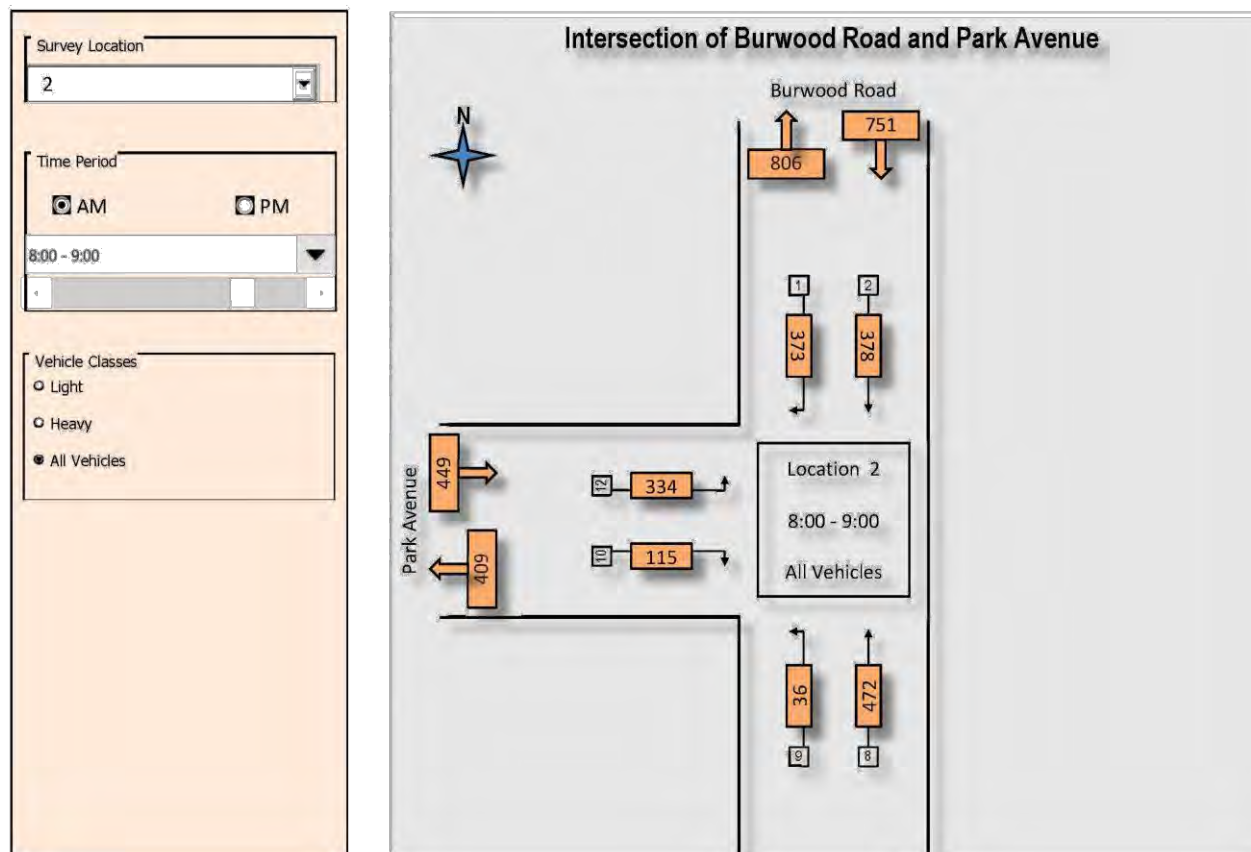 Survey Location
2
Time Period
AM
PM
8:00 - 9:00
Vehicle Classes
Light
Heavy
All Vehicles
Intersection of Burwood Road and Park Avenue
Burwood Road
N
806
751
1
2
373
378
Park Avenue
449
409
12
334
10
115
Location 2
8:00 - 9:00
All Vehicles
36
472
9
8